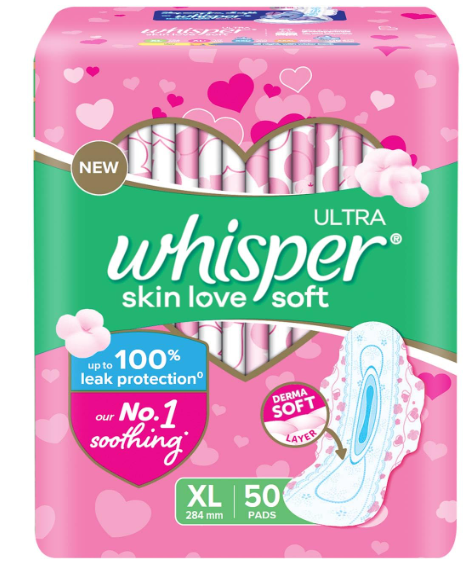 whisper
NEW
ULTRA
whisper®
skin love soft
up to 100%
leak protection◊
our No.1
soothing*
DERMA
SOFT
LAYER
XL
284 mm
50
PADS